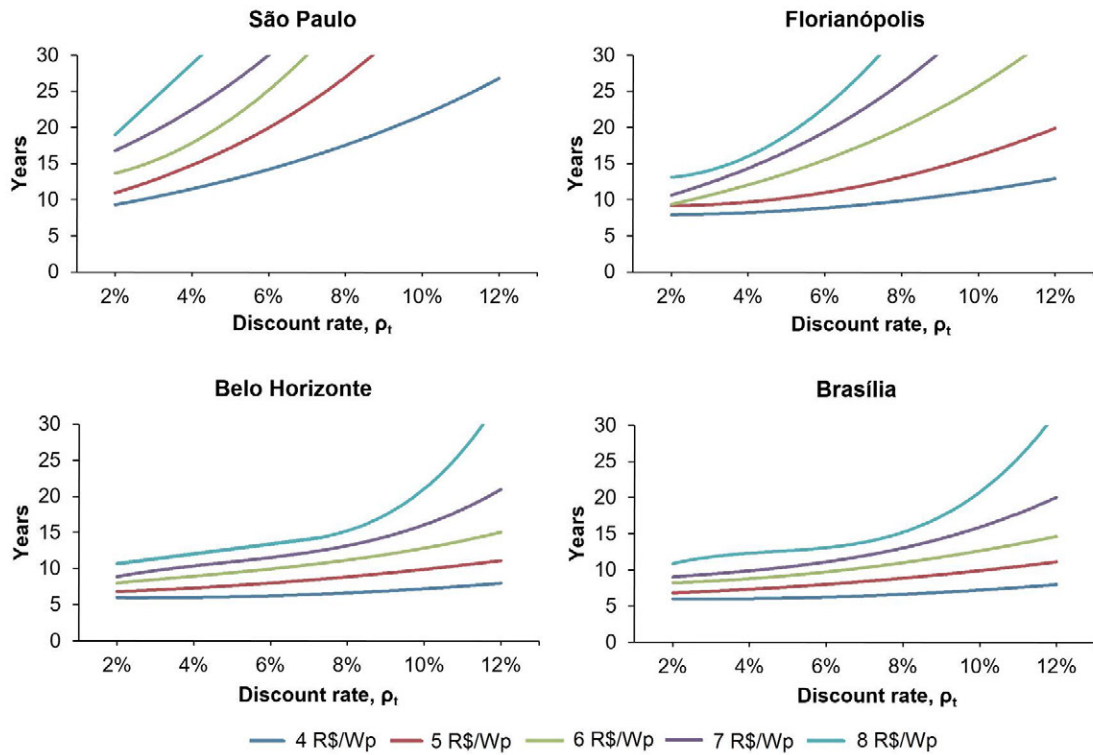 São Paulo
30
25
20
15
10
5
0
Years
2% 4% 6% 8% 10% 12%
Discount rate, ρt
Florianópolis
30
25
20
15
10
5
0
Years
2% 4% 6% 8% 10% 12%
Discount rate, ρt
Belo Horizonte
30
25
20
15
10
5
0
Years
2% 4% 6% 8% 10% 12%
Discount rate, ρt
Brasília
30
25
20
15
10
5
0
Years
2% 4% 6% 8% 10% 12%
Discount rate, ρt
4 R$/Wp 5 R$/Wp 6 R$/Wp 7 R$/Wp 8 R$/Wp